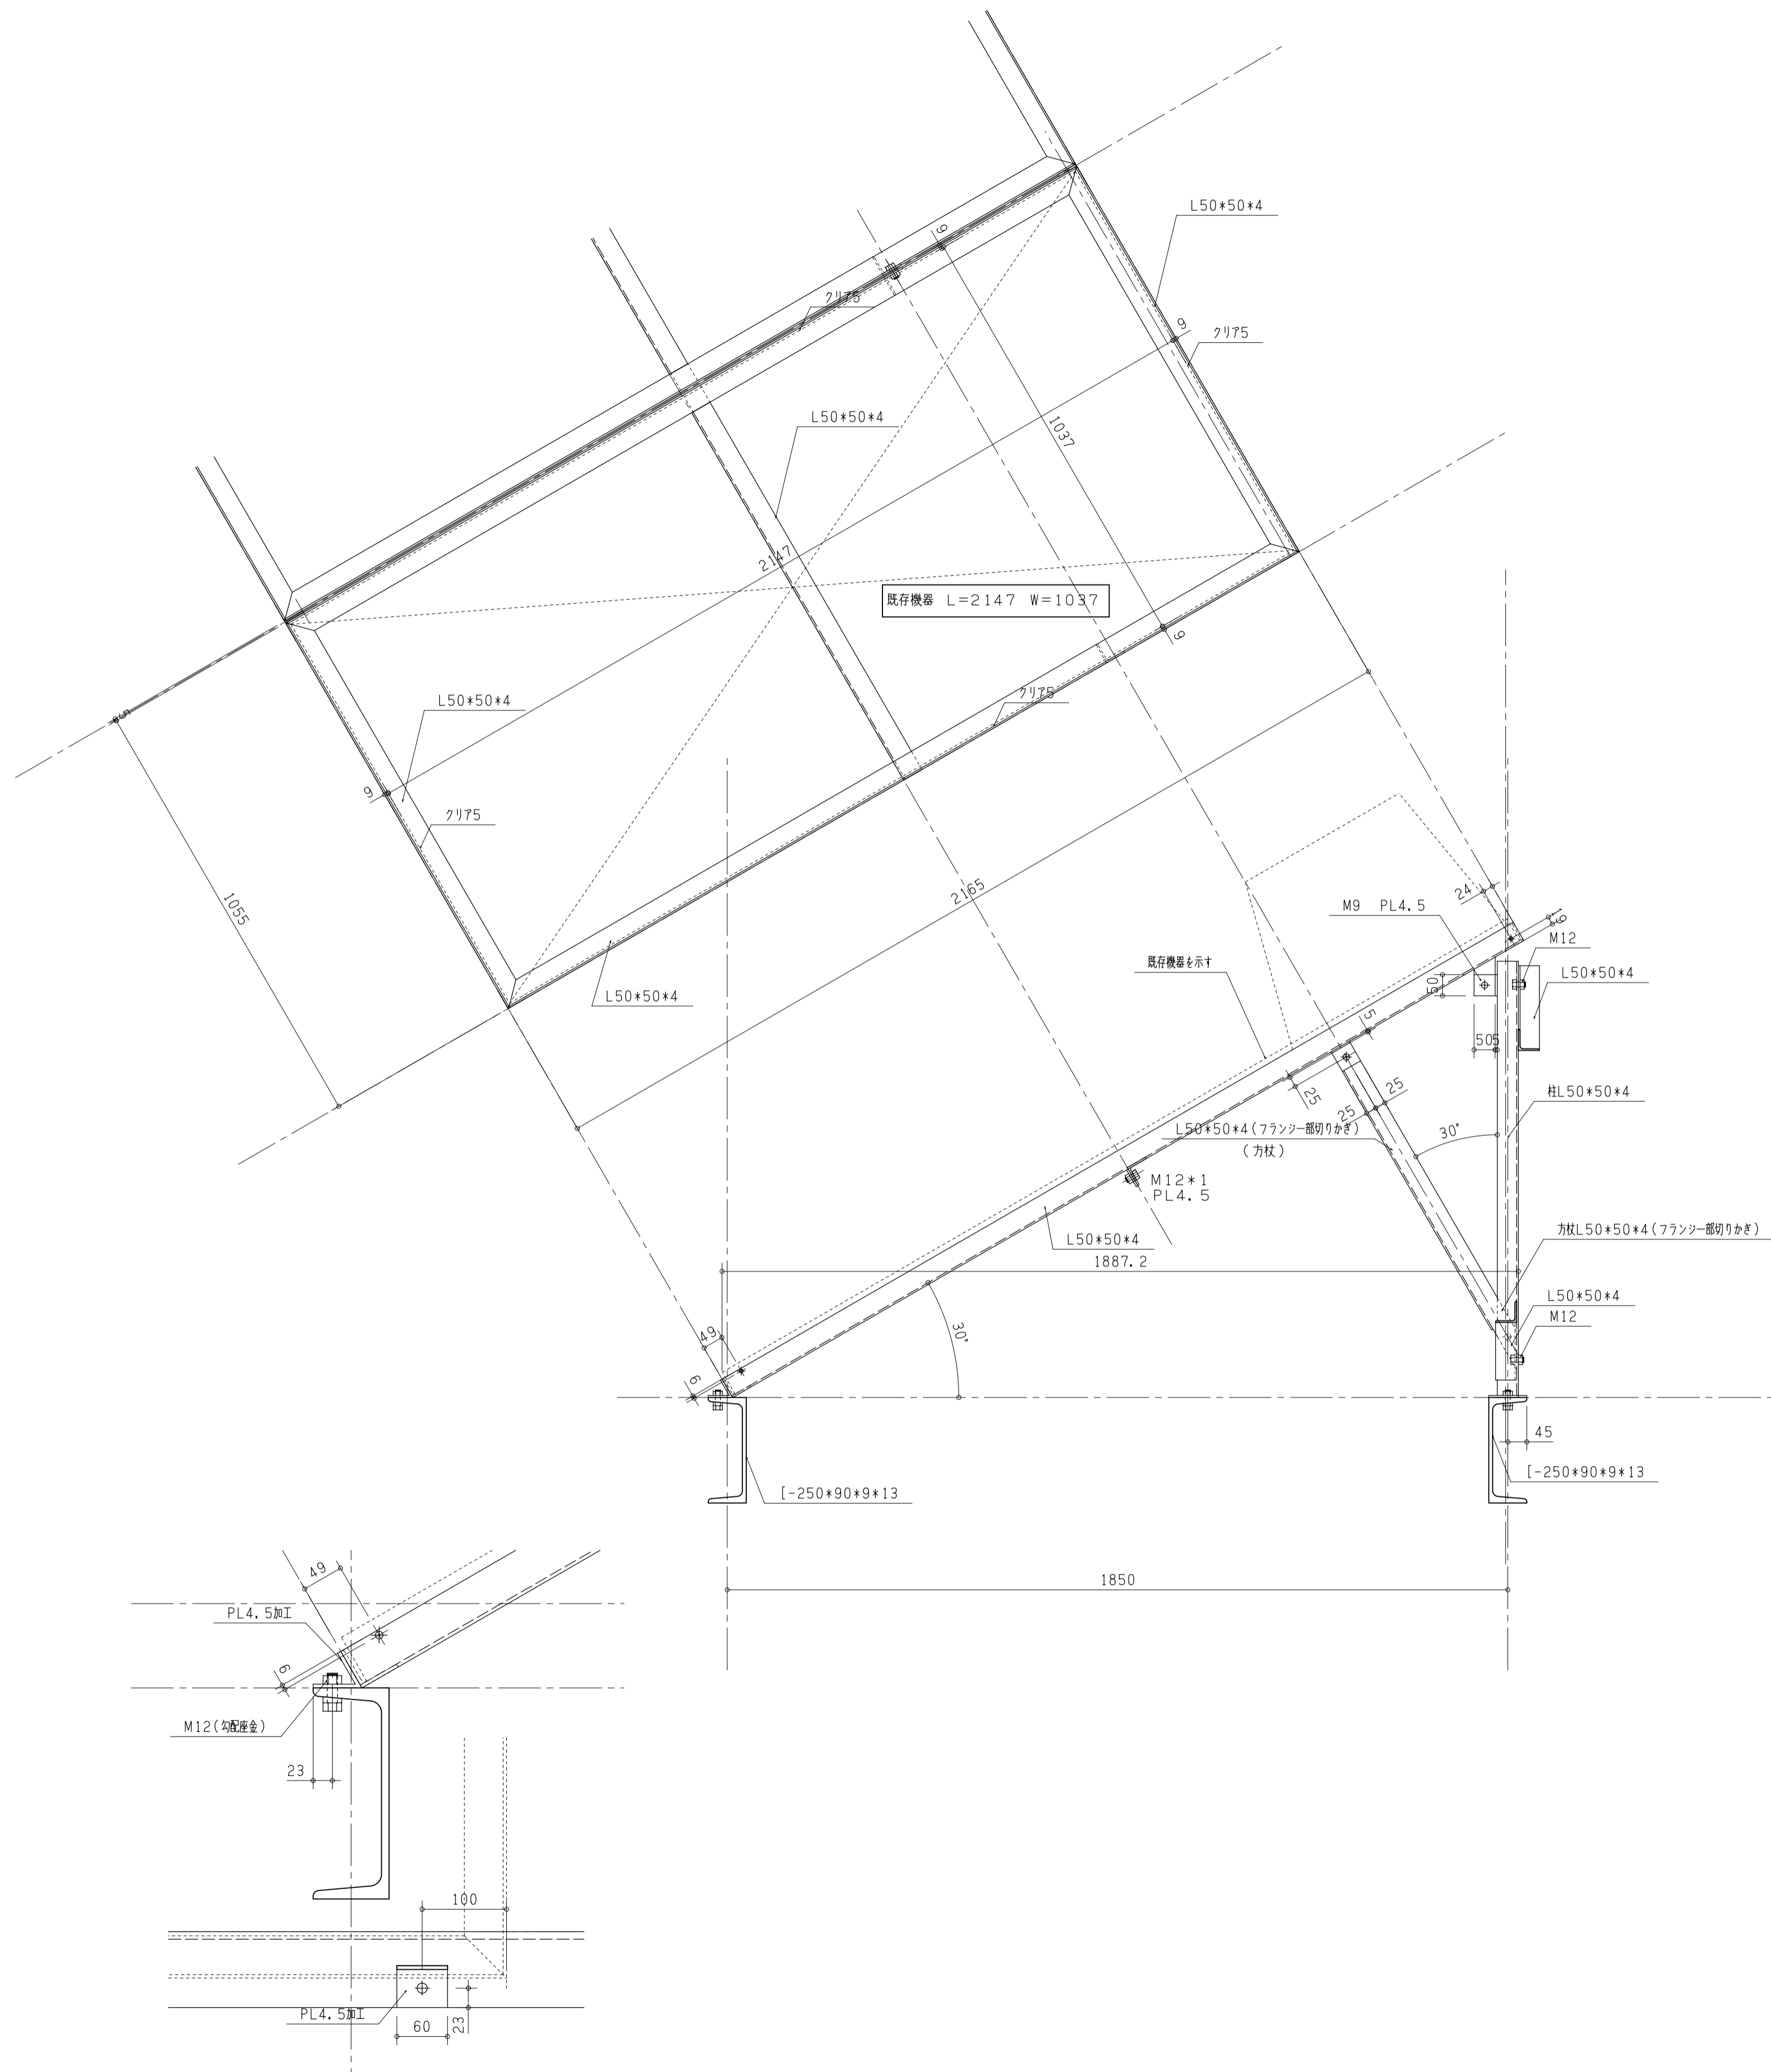 L50*50*4
9
クリア5
9
クリア5
1037
L50*50*4
2147
既存機器 L=2147 W=1037
9
L50*50*4
クリア5
5
9
クリア5
1055
2165
24
19
M9 PL4.5
M12
L50*50*4
既存機器を示す
L50*50*4
50
5
505
25
25
25
柱L50*50*4
30°
L50*50*4(フランジ一部切りかぎ)
(方杖)
M12*1
PL4.5
方杖L50*50*4(フランジ一部切りかぎ)
L50*50*4
1887.2
L50*50*4
M12
49
30°
6
45
[-250*90*9*13
[-250*90*9*13
1850
49
PL4.5加工
6
M12(勾配座金)
23
100
PL4.5加工
60
23